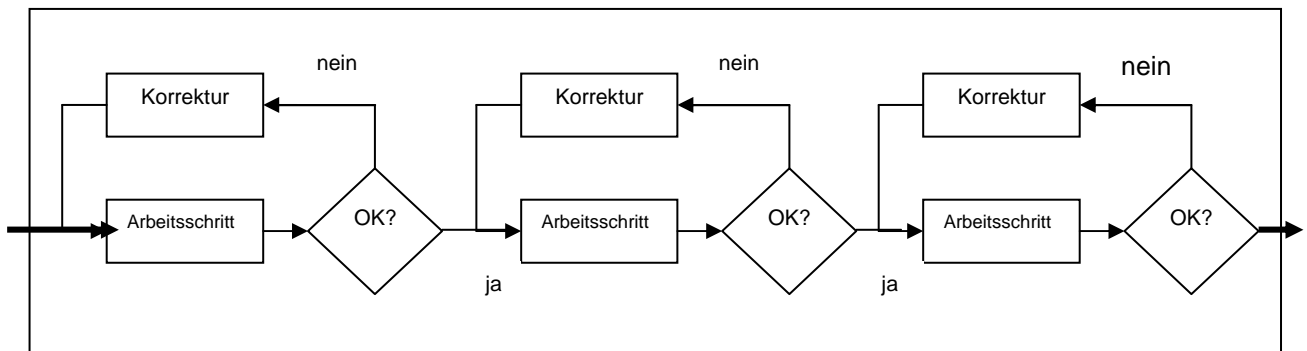 nein
nein
nein
Korrektur
Korrektur
Korrektur
Arbeitsschritt
OK?
Arbeitsschritt
OK?
Arbeitsschritt
OK?
ja
ja